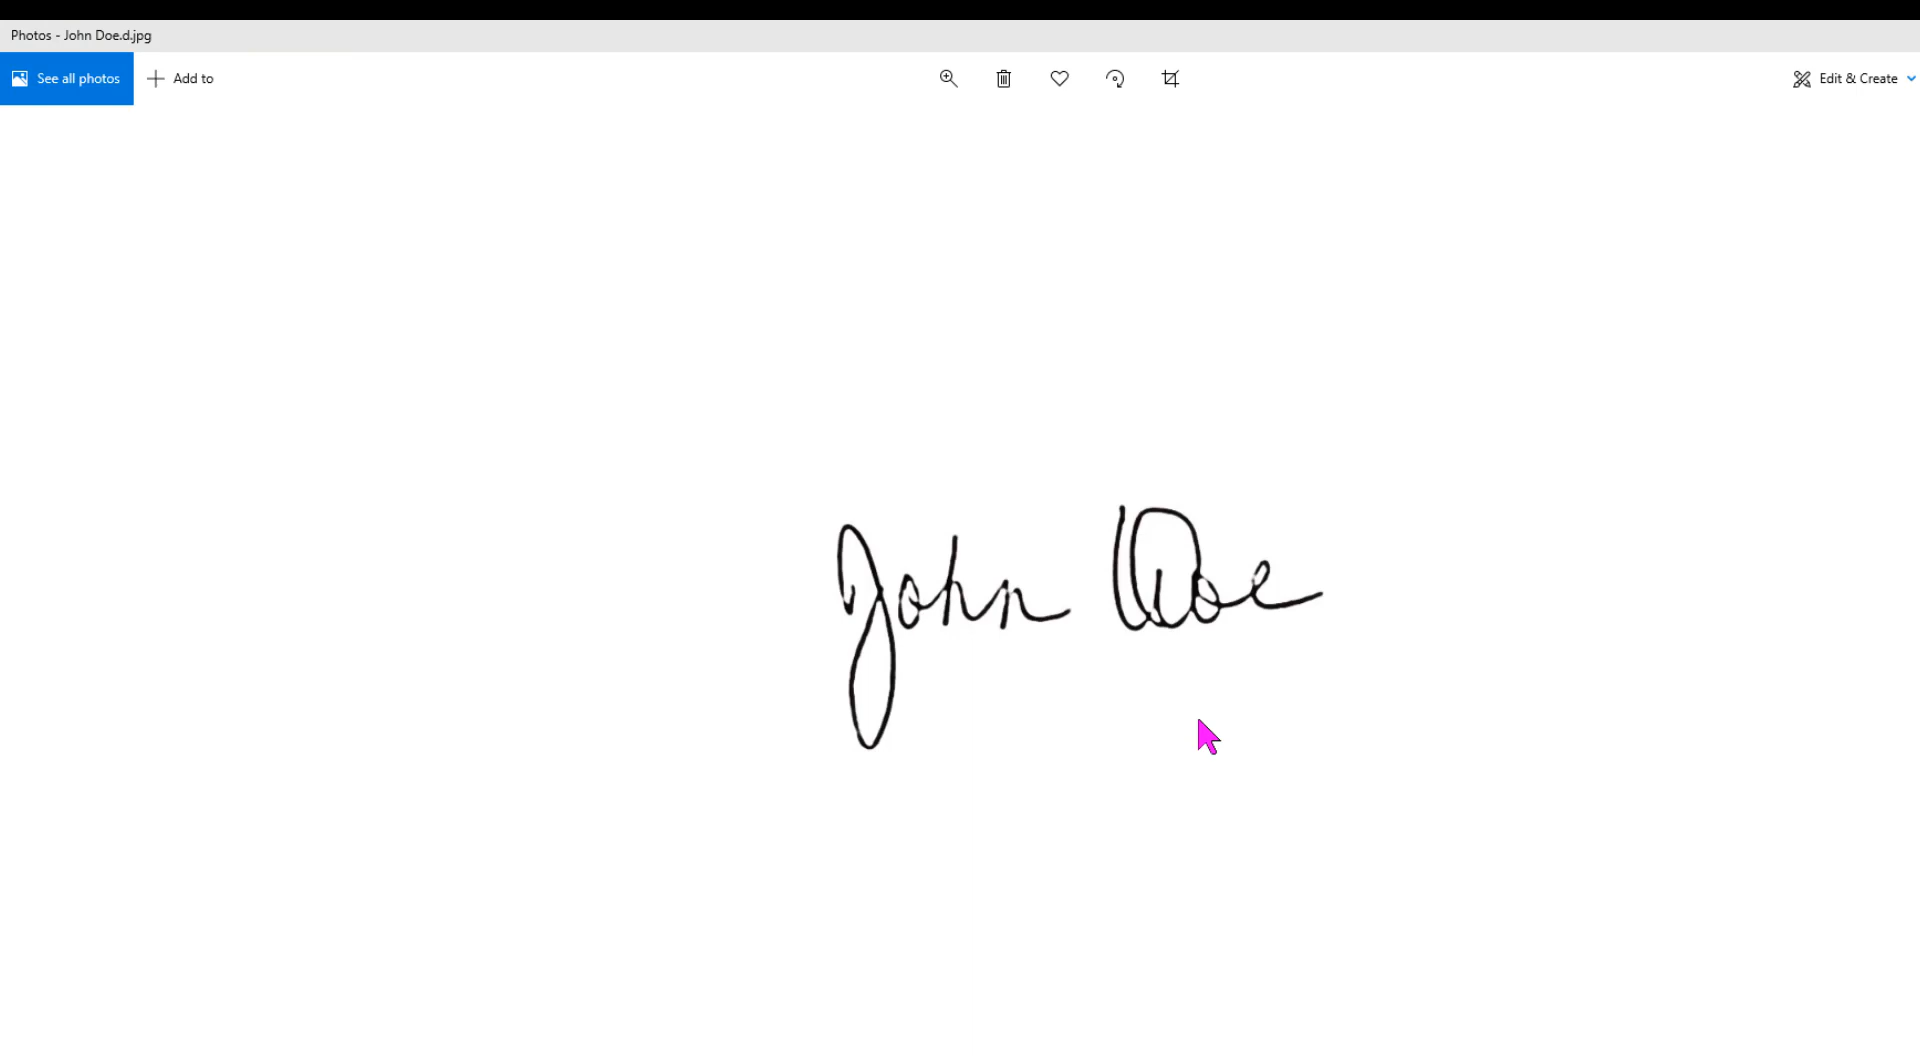 Photos - John Doe.d.jpg
See all photos
Add to
Edit & Create
John Doe